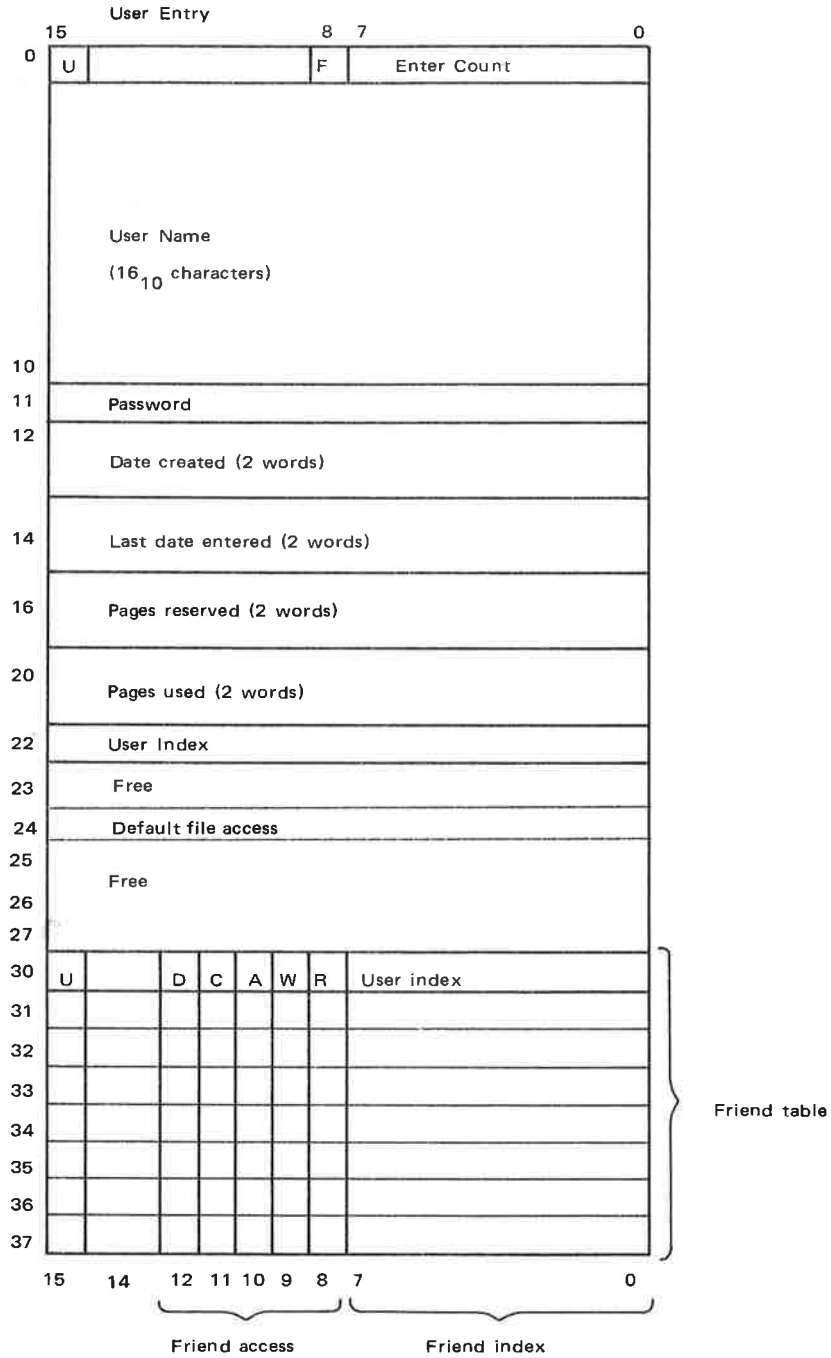 User Entry
15 8 7 0
0 U F Enter Count
User Name
(16 10 characters)
10
11 Password
12
Date created (2 words)
14 Last date entered (2 words)
16 Pages reserved (2 words)
20 Pages used (2 words)
22 User Index
23 Free
24 Default file access
25
Free
26
27
30 U D C A W R User index
31
32
33
Friend table
34
35
36
37
15 14 12 11 10 9 8 7 0
Friend access Friend index